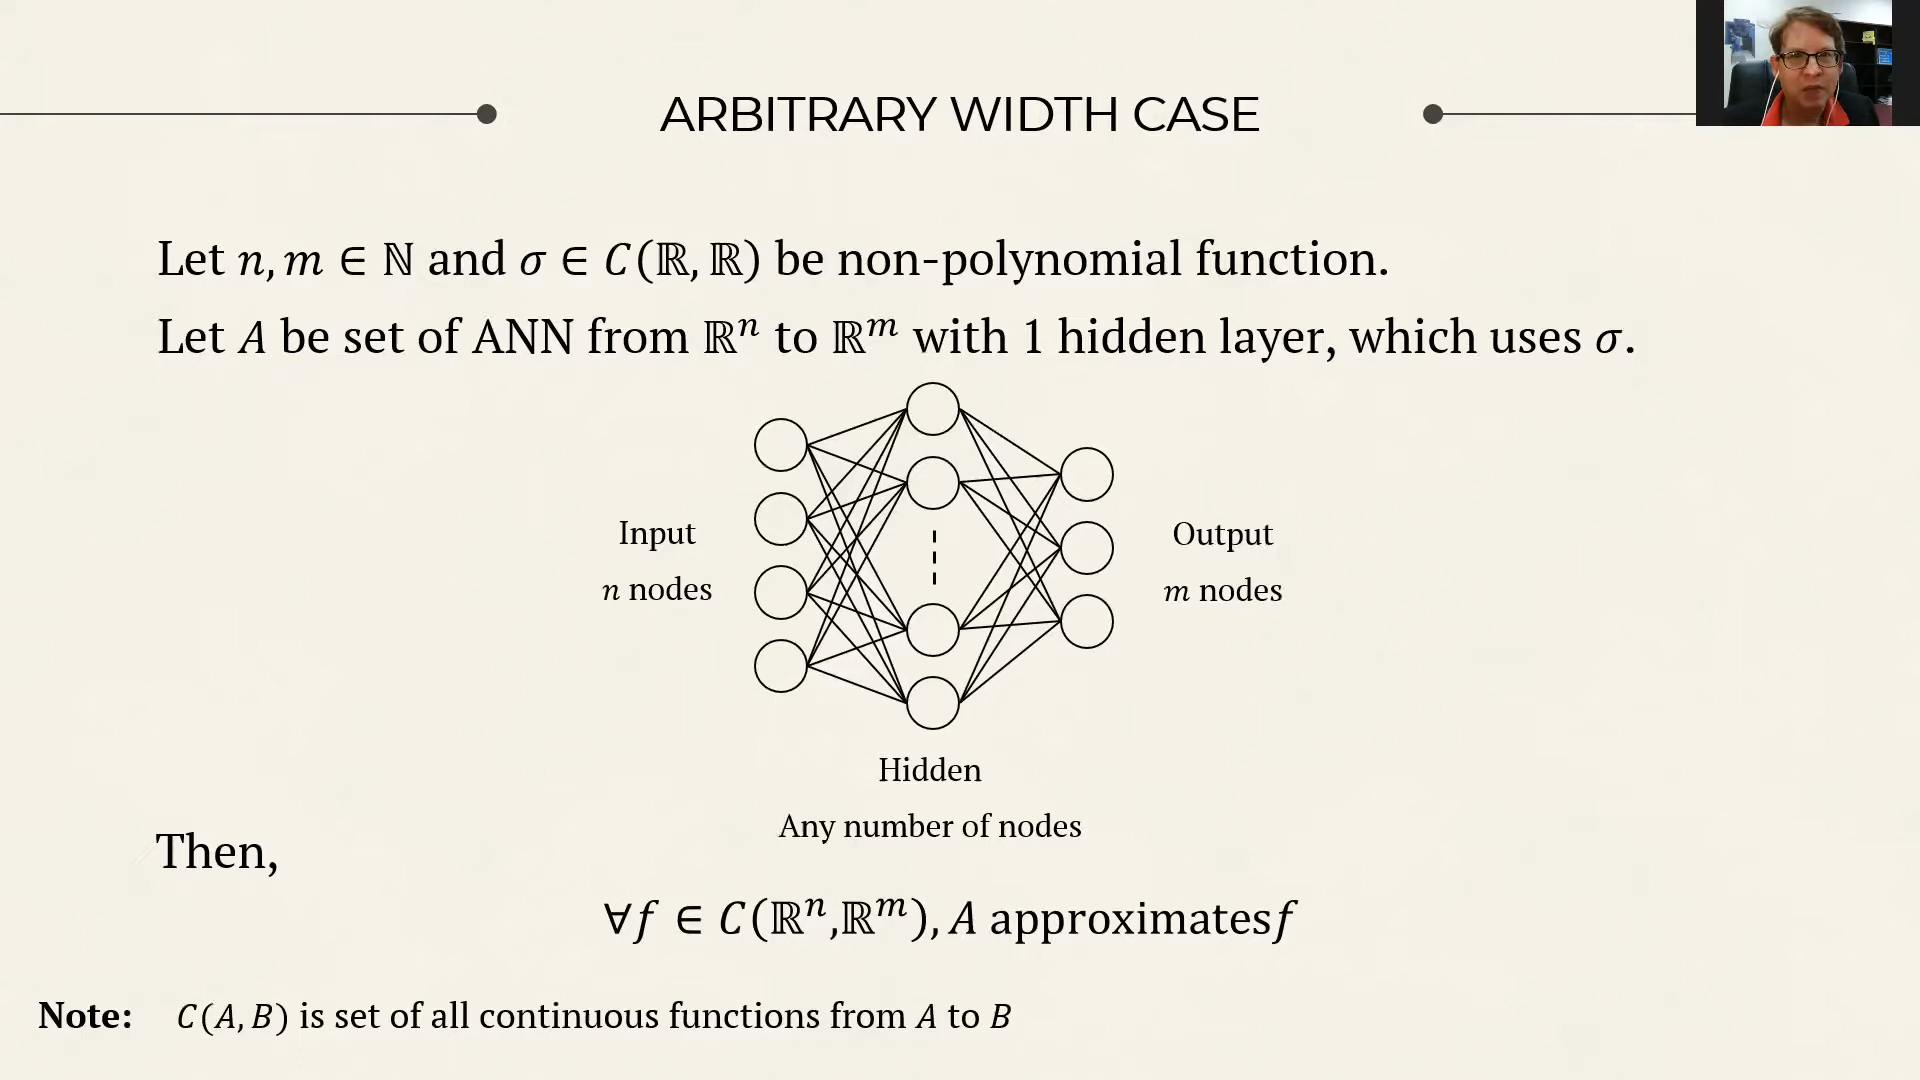 ARBITRARY WIDTH CASE
Let n, m ∈ ℕ and σ ∈ C(ℝ, ℝ) be non-polynomial function.
Let A be set of ANN from ℝⁿ to ℝᵐ with 1 hidden layer, which uses σ.
Input
n nodes
Output
m nodes
Hidden
Any number of nodes
Then,
∀f ∈ C(ℝⁿ,ℝᵐ), A approximatesf
Note: C(A, B) is set of all continuous functions from A to B